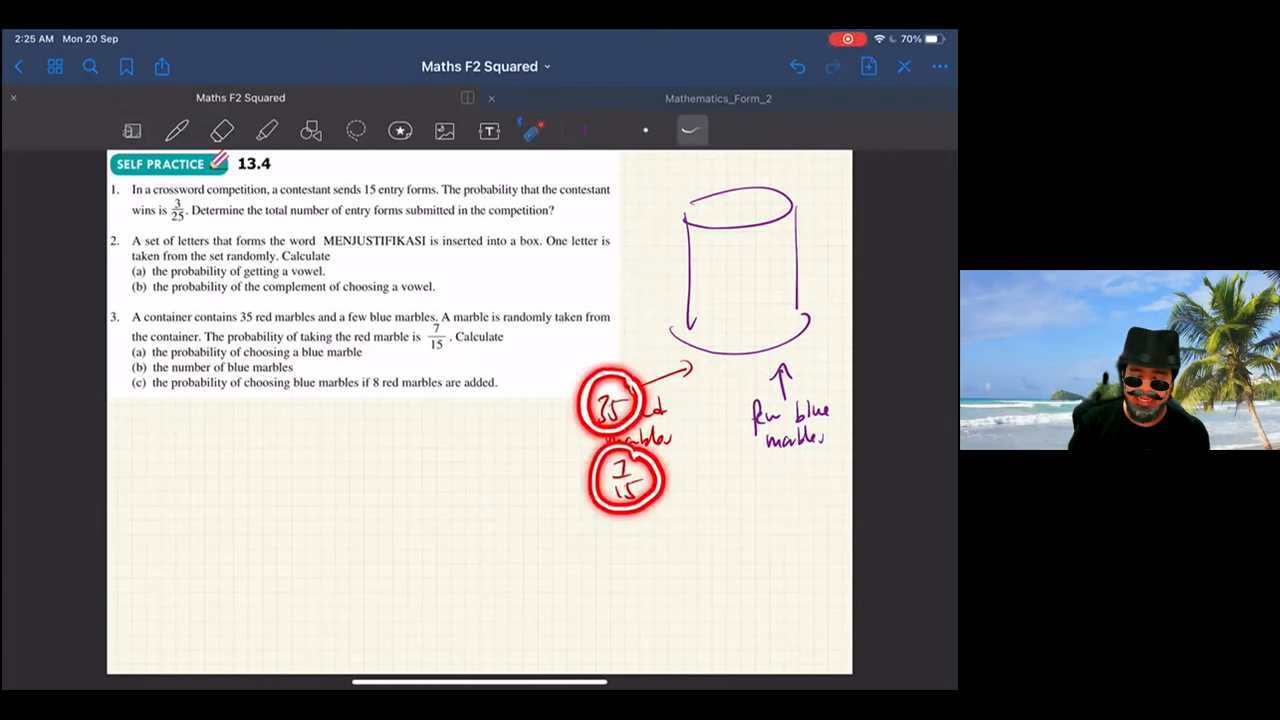 2:25 AM Mon 20 Sep
70%
Maths F2 Squared
Maths F2 Squared
Mathematics_Form_2
SELF PRACTICE 13.4
1. In a crossword competition, a contestant sends 15 entry forms. The probability that the contestant
wins is 3/25. Determine the total number of entry forms submitted in the competition?
2. A set of letters that forms the word MENJUSTIFIKASI is inserted into a box. One letter is
taken from the set randomly. Calculate
(a) the probability of getting a vowel.
(b) the probability of the complement of choosing a vowel.
3. A container contains 35 red marbles and a few blue marbles. A marble is randomly taken from
the container. The probability of taking the red marble is 7/15. Calculate
(a) the probability of choosing a blue marble
(b) the number of blue marbles
(c) the probability of choosing blue marbles if 8 red marbles are added.
35 red
marbles
7
15
few blue
marbles